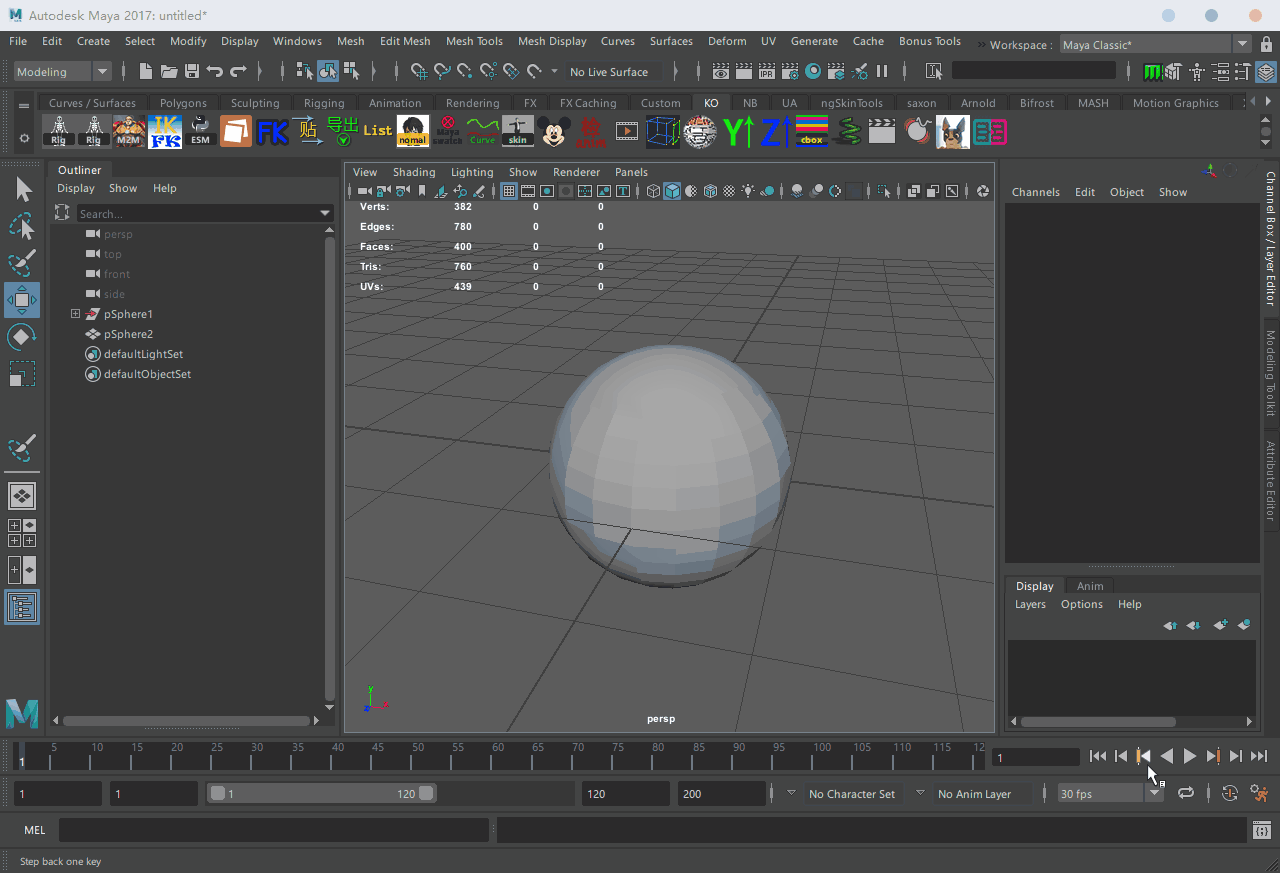 Autodesk Maya 2017: untitled*
File Edit Create Select Modify Display Windows Mesh Edit Mesh Mesh Tools Mesh Display Curves Surfaces Deform UV Generate Cache Bonus Tools » Workspace : Maya Classic*
Modeling No Live Surface
Curves / Surfaces Polygons Sculpting Rigging Animation Rendering FX FX Caching Custom KO NB UA ngSkinTools saxon Arnold Bifrost MASH Motion Graphics
Rig Rig M2M IK FK ESM FK 贴 导出 List nomal Maya Curve skin 检 anim Y Z cbox
Outliner
Display Show Help
Search...
persp
top
front
side
pSphere1
pSphere2
defaultLightSet
defaultObjectSet
View Shading Lighting Show Renderer Panels
Verts: 382 0 0
Edges: 780 0 0
Faces: 400 0 0
Tris: 760 0 0
UVs: 439 0 0
y
z
x
persp
Channels Edit Object Show
Channel Box / Layer Editor
Modeling Toolkit
Attribute Editor
Display Anim
Layers Options Help
1 5 10 15 20 25 30 35 40 45 50 55 60 65 70 75 80 85 90 95 100 105 110 115 12 1
1 1 1 120 120 200 No Character Set No Anim Layer 30 fps
MEL
Step back one key